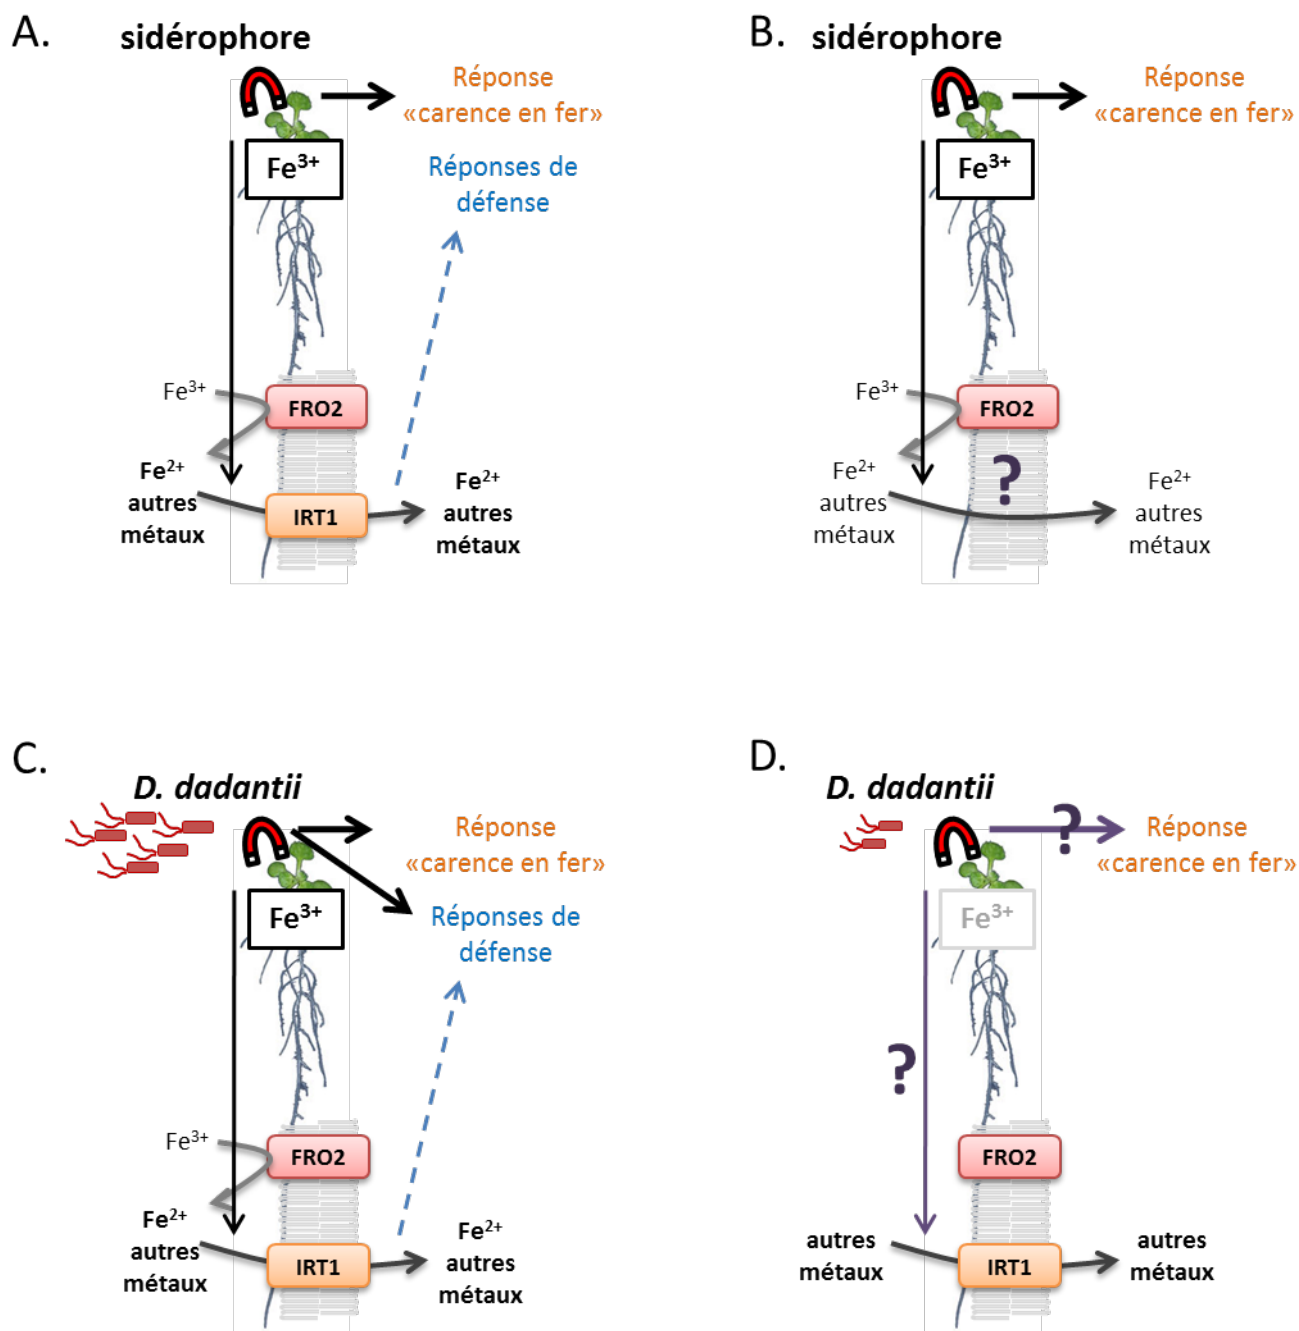 A.
sidérophore
Réponse
«carence en fer»
Fe³⁺
Réponses de
défense
Fe³⁺
FRO2
Fe²⁺
autres
métaux
IRT1
Fe²⁺
autres
métaux
B.
sidérophore
Réponse
«carence en fer»
Fe³⁺
Fe³⁺
FRO2
?
Fe²⁺
autres
métaux
Fe²⁺
autres
métaux
C.
D. dadantii
Réponse
«carence en fer»
Fe³⁺
Réponses de
défense
Fe³⁺
FRO2
Fe²⁺
autres
métaux
IRT1
Fe²⁺
autres
métaux
D.
D. dadantii
?
Réponse
«carence en fer»
Fe³⁺
?
FRO2
autres
métaux
IRT1
autres
métaux